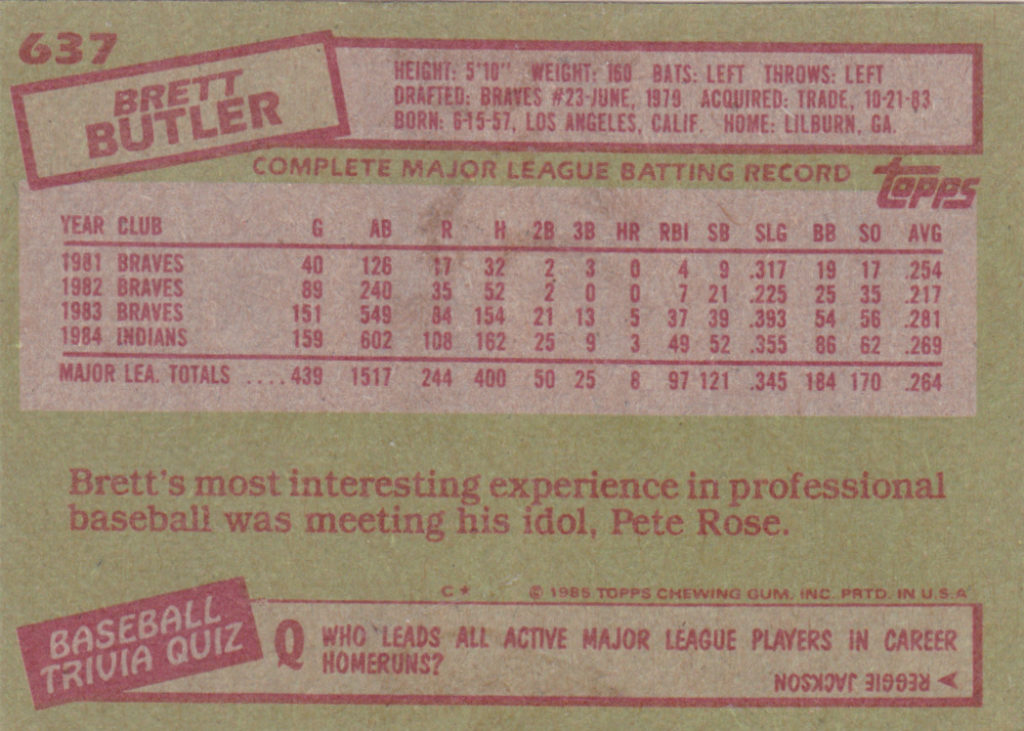 637
BRETT
BUTLER
HEIGHT: 5'10" WEIGHT: 160 BATS: LEFT THROWS: LEFT
DRAFTED: BRAVES #23-JUNE, 1979 ACQUIRED: TRADE, 10-21-83
BORN: 6-15-57, LOS ANGELES, CALIF. HOME: LILBURN, GA.
COMPLETE MAJOR LEAGUE BATTING RECORD
Topps
YEAR CLUB G AB R H 2B 3B HR RBI SB SLG BB SO AVG
1981 BRAVES 40 126 17 32 2 3 0 4 9 .317 19 17 .254
1982 BRAVES 89 240 35 52 2 0 0 7 21 .225 25 35 .217
1983 BRAVES 151 549 84 154 21 13 5 37 39 .393 54 56 .281
1984 INDIANS 159 602 108 162 25 9 3 49 52 .355 86 62 .269
MAJOR LEA. TOTALS ....439 1517 244 400 50 25 8 97 121 .345 184 170 .264
Brett's most interesting experience in professional
baseball was meeting his idol, Pete Rose.
C* © 1985 TOPPS CHEWING GUM, INC. PRTD. IN U.S.A
BASEBALL
TRIVIA QUIZ
Q WHO LEADS ALL ACTIVE MAJOR LEAGUE PLAYERS IN CAREER
HOMERUNS?
REGGIE JACKSON